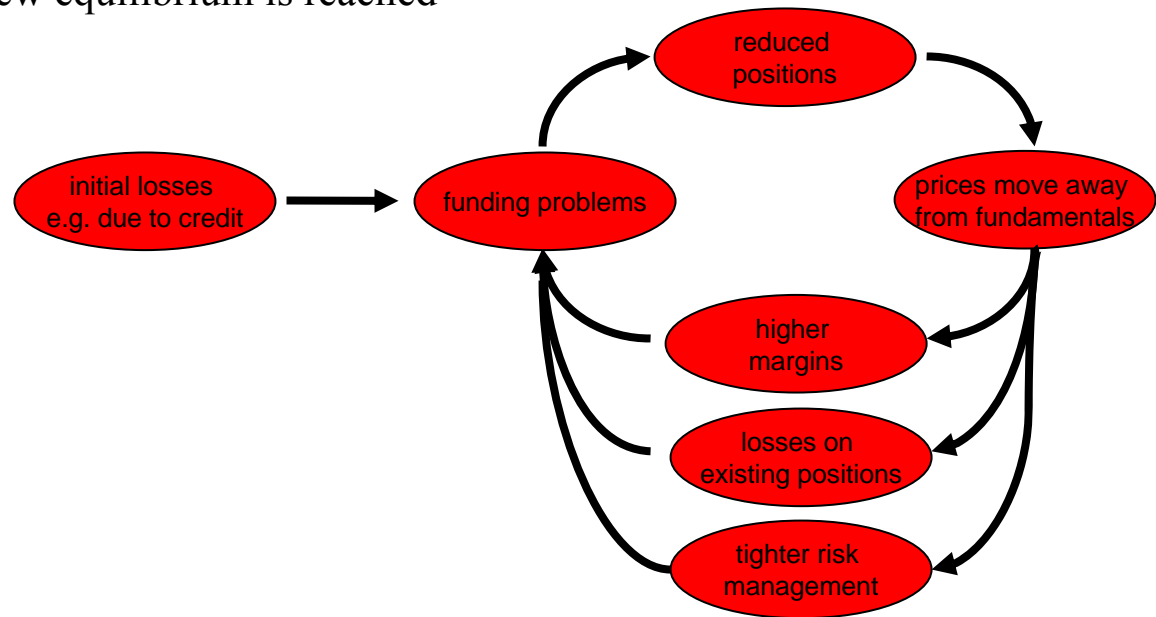 equilibrium is reached
reduced
positions
initial losses
e.g. due to credit
funding problems
prices move away
from fundamentals
higher
margins
losses on
existing positions
tighter risk
management